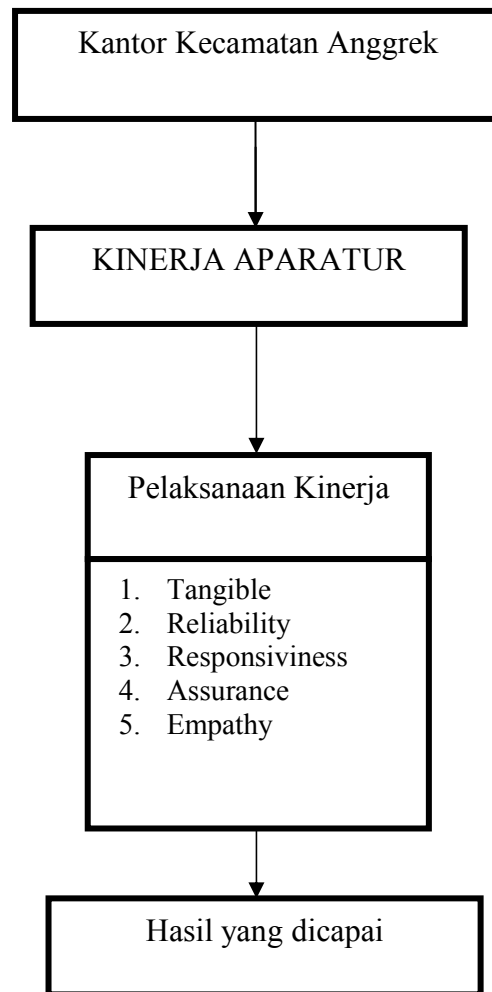 Kantor Kecamatan Anggrek
KINERJA APARATUR
Pelaksanaan Kinerja
1. Tangible
2. Reliability
3. Responsiviness
4. Assurance
5. Empathy
Hasil yang dicapai